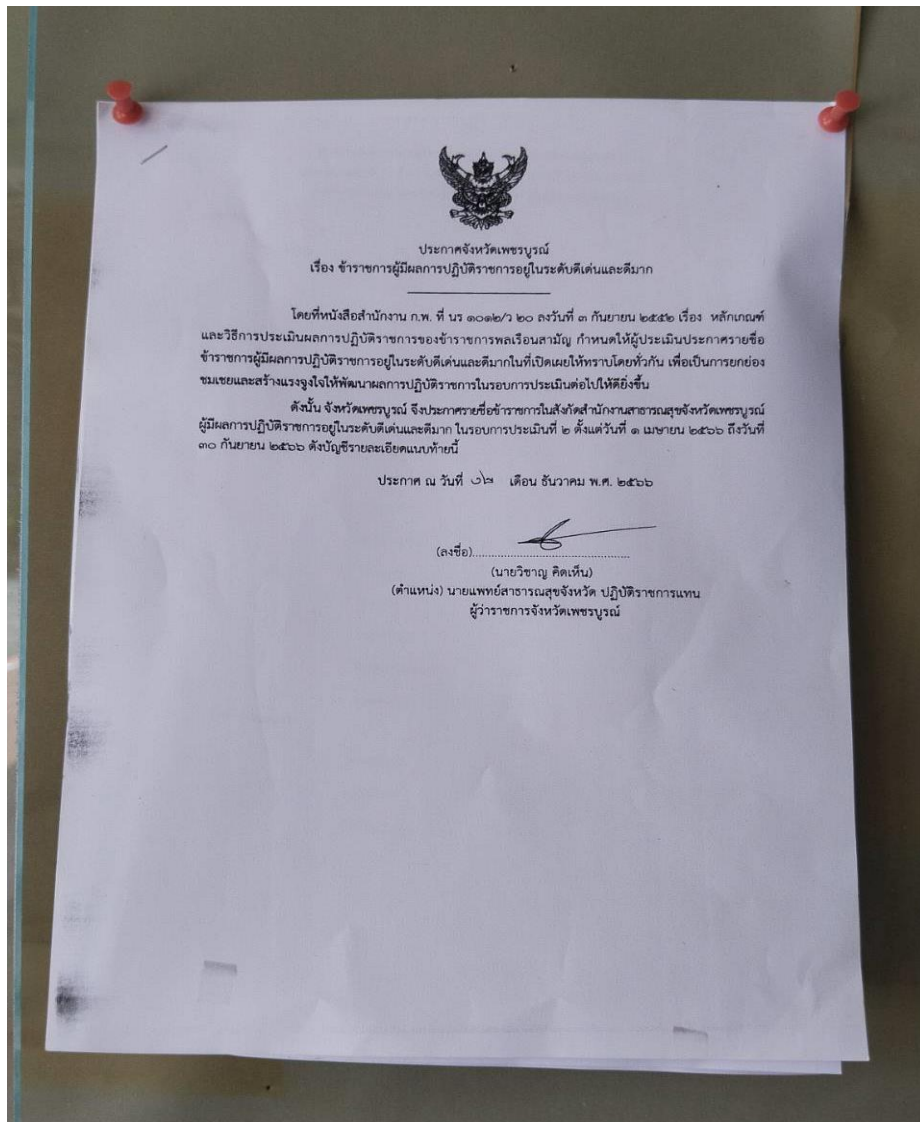 ประกาศจังหวัดเพชรบูรณ์
เรื่อง ข้าราชการผู้มีผลการปฏิบัติราชการอยู่ในระดับดีเด่นและดีมาก
โดยที่หนังสือสำนักงาน ก.พ. ที่ นร ๑๐๑๒/ว ๒๐ ลงวันที่ ๓ กันยายน ๒๕๕๒ เรื่อง หลักเกณฑ์
และวิธีการประเมินผลการปฏิบัติราชการของข้าราชการพลเรือนสามัญ กำหนดให้ผู้ประเมินประกาศรายชื่อ
ข้าราชการผู้มีผลการปฏิบัติราชการอยู่ในระดับดีเด่นและดีมากในที่เปิดเผยให้ทราบโดยทั่วกัน เพื่อเป็นการยกย่อง
ชมเชยและสร้างแรงจูงใจให้พัฒนาผลการปฏิบัติราชการในรอบการประเมินต่อไปให้ดียิ่งขึ้น
ดังนั้น จังหวัดเพชรบูรณ์ จึงประกาศรายชื่อข้าราชการในสังกัดสำนักงานสาธารณสุขจังหวัดเพชรบูรณ์
ผู้มีผลการปฏิบัติราชการอยู่ในระดับดีเด่นและดีมาก ในรอบการประเมินที่ ๒ ตั้งแต่วันที่ ๑ เมษายน ๒๕๖๖ ถึงวันที่
๓๐ กันยายน ๒๕๖๖ ดังบัญชีรายละเอียดแนบท้ายนี้
ประกาศ ณ วันที่ เดือน ธันวาคม พ.ศ. ๒๕๖๖
(ลงชื่อ)..............................................
(นายวิชาญ คิดเห็น)
(ตำแหน่ง) นายแพทย์สาธารณสุขจังหวัด ปฏิบัติราชการแทน
ผู้ว่าราชการจังหวัดเพชรบูรณ์